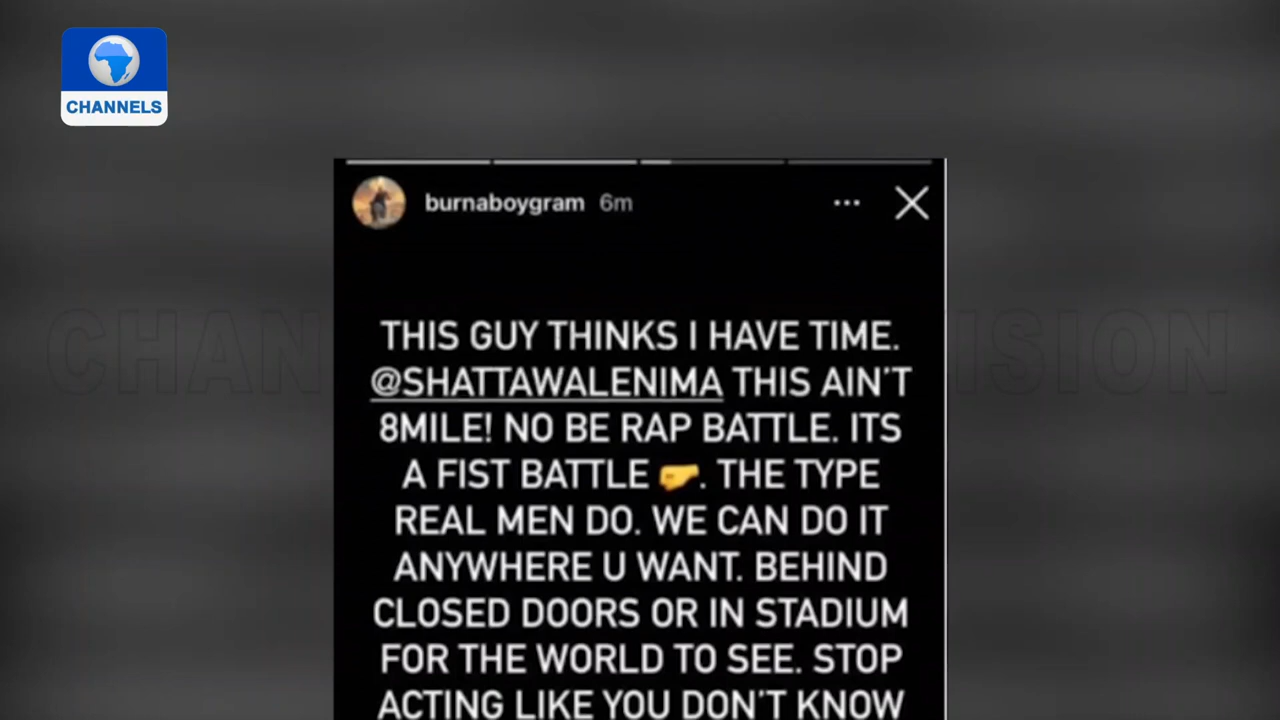 CHANNELS
burnaboygram 6m
THIS GUY THINKS I HAVE TIME.
@SHATTAWALENIMA THIS AIN'T
8MILE! NO BE RAP BATTLE. ITS
A FIST BATTLE 🤛. THE TYPE
REAL MEN DO. WE CAN DO IT
ANYWHERE U WANT. BEHIND
CLOSED DOORS OR IN STADIUM
FOR THE WORLD TO SEE. STOP
ACTING LIKE YOU DON'T KNOW
CHAN ISION